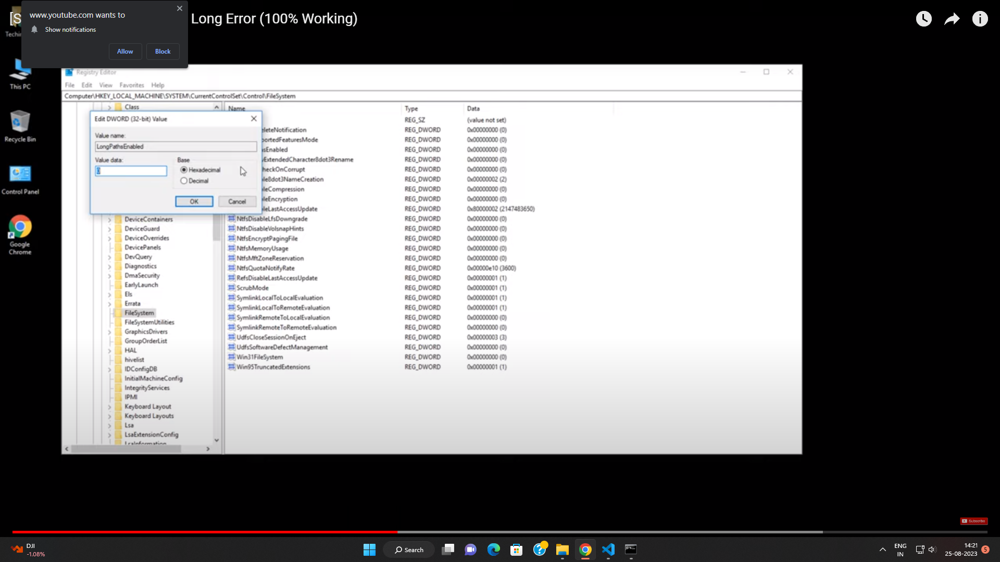 www.youtube.com wants to
Show notifications
Allow
Block
[S
Long Error (100% Working)
This PC
Recycle Bin
Control Panel
Google
Chrome
Registry Editor
File Edit View Favorites Help
Computer\HKEY_LOCAL_MACHINE\SYSTEM\CurrentControlSet\Control\FileSystem
Class
Edit DWORD (32-bit) Value
Value name:
LongPathsEnabled
Value data:
0
Base
Hexadecimal
Decimal
OK
Cancel
DeviceContainers
DeviceGuard
DeviceOverrides
DevicePanels
DevQuery
Diagnostics
DmaSecurity
EarlyLaunch
Els
Errata
FileSystem
FileSystemUtilities
GraphicsDrivers
GroupOrderList
HAL
hivelist
IDConfigDB
InitialMachineConfig
IntegrityServices
IPMI
Keyboard Layout
Keyboard Layouts
Lsa
LsaExtensionConfig
LsaInformation
Name Type Data
REG_SZ (value not set)
eleteNotification REG_DWORD 0x00000000 (0)
portedFeaturesMode REG_DWORD 0x00000000 (0)
sEnabled REG_DWORD 0x00000000 (0)
ExtendedCharacter8dot3Rename REG_DWORD 0x00000000 (0)
heckOnCorrupt REG_DWORD 0x00000000 (0)
le8dot3NameCreation REG_DWORD 0x00000002 (2)
leCompression REG_DWORD 0x00000000 (0)
leEncryption REG_DWORD 0x00000000 (0)
leLastAccessUpdate REG_DWORD 0x80000002 (2147483650)
NtfsDisableLfsDowngrade REG_DWORD 0x00000000 (0)
NtfsDisableVolsnapHints REG_DWORD 0x00000000 (0)
NtfsEncryptPagingFile REG_DWORD 0x00000000 (0)
NtfsMemoryUsage REG_DWORD 0x00000000 (0)
NtfsMftZoneReservation REG_DWORD 0x00000000 (0)
NtfsQuotaNotifyRate REG_DWORD 0x00000e10 (3600)
RefsDisableLastAccessUpdate REG_DWORD 0x00000001 (1)
ScrubMode REG_DWORD 0x00000001 (1)
SymlinkLocalToLocalEvaluation REG_DWORD 0x00000001 (1)
SymlinkLocalToRemoteEvaluation REG_DWORD 0x00000001 (1)
SymlinkRemoteToLocalEvaluation REG_DWORD 0x00000000 (0)
SymlinkRemoteToRemoteEvaluation REG_DWORD 0x00000000 (0)
UdfsCloseSessionOnEject REG_DWORD 0x00000003 (3)
UdfsSoftwareDefectManagement REG_DWORD 0x00000000 (0)
Win31FileSystem REG_DWORD 0x00000000 (0)
Win95TruncatedExtensions REG_DWORD 0x00000001 (1)
Subscribe
DJI
-1.08%
Search
ENG
IN
14:21
25-08-2023
5